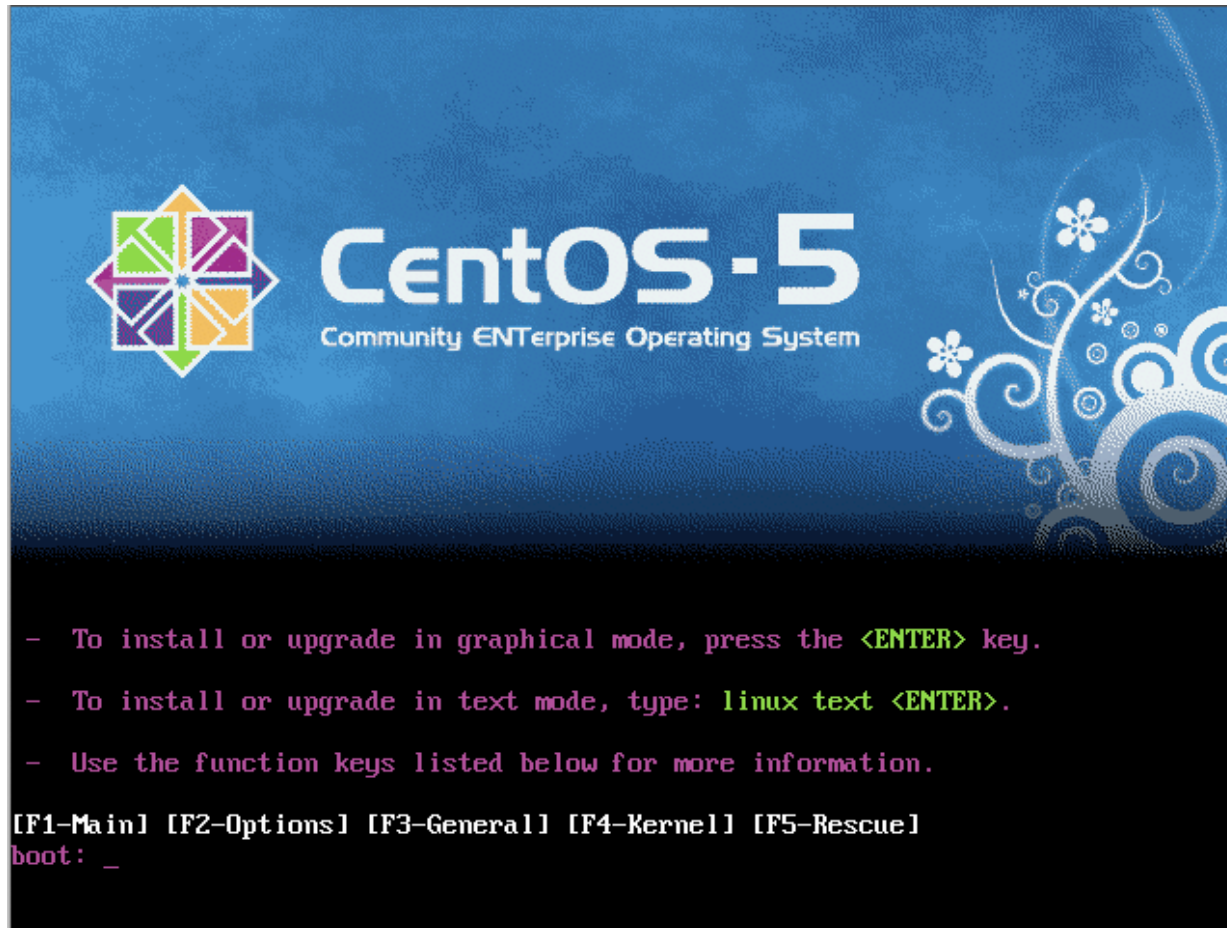 CentOS-5
Community ENTerprise Operating System
- To install or upgrade in graphical mode, press the <ENTER> key.
- To install or upgrade in text mode, type: linux text <ENTER>.
- Use the function keys listed below for more information.
[F1-Main] [F2-Options] [F3-General] [F4-Kernel] [F5-Rescue]
boot: _